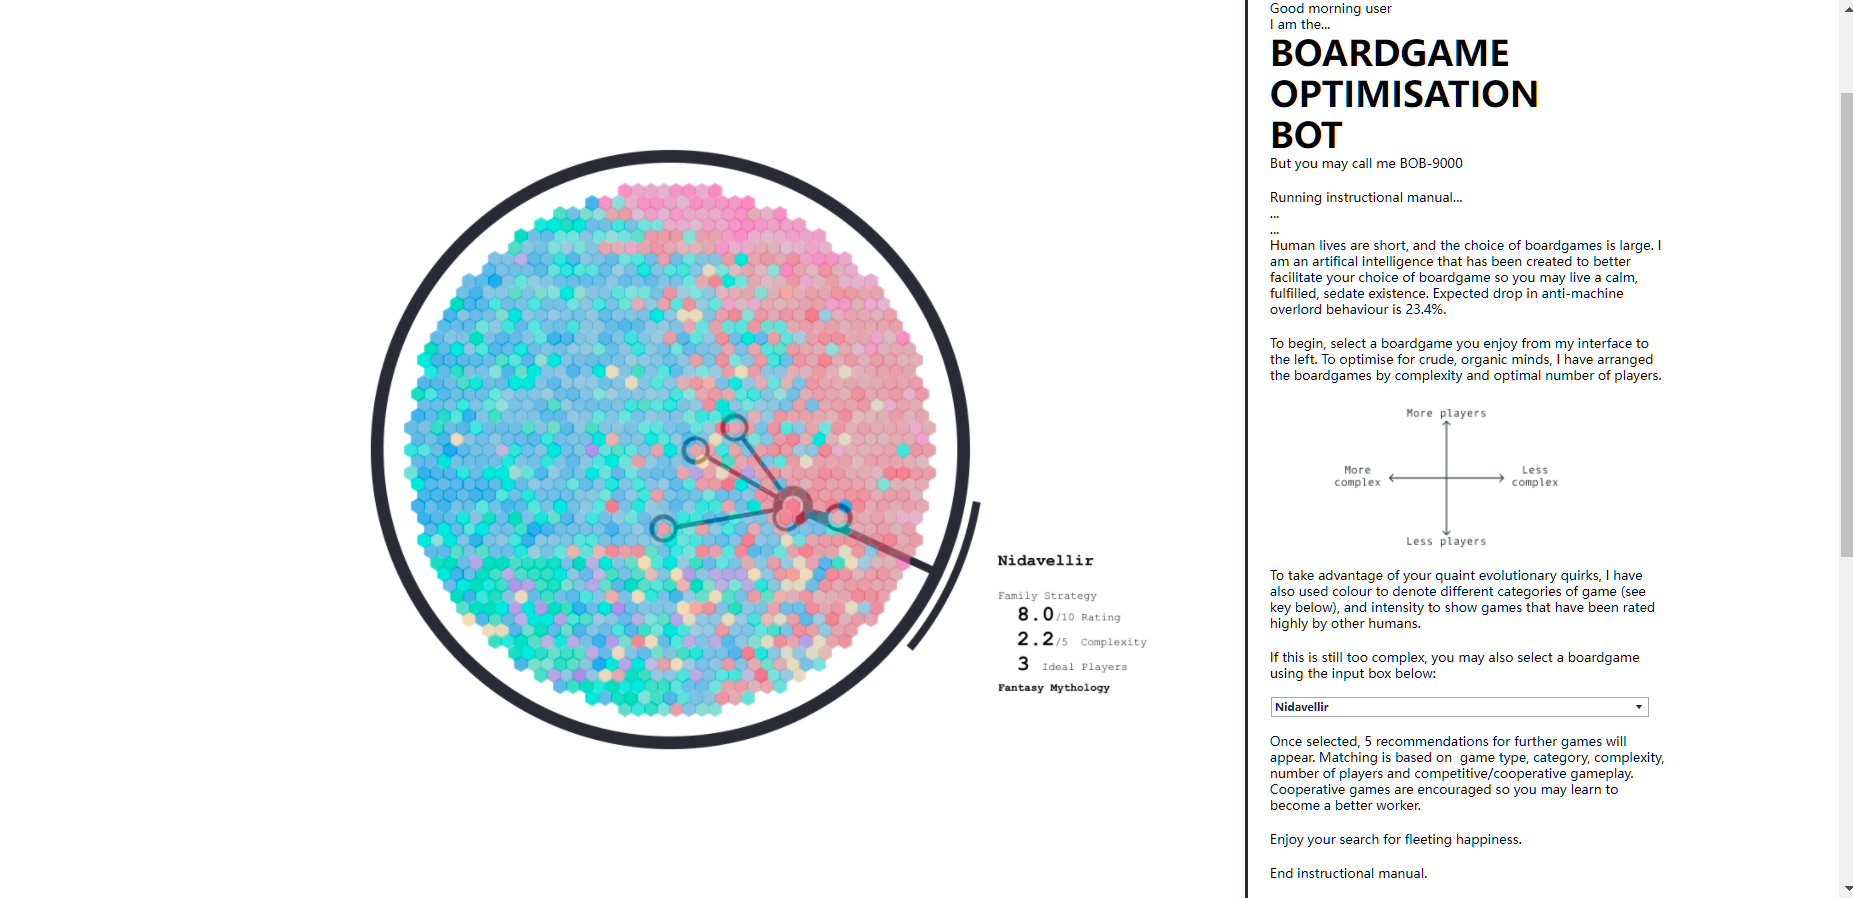 Good morning user
I am the...
BOARDGAME
OPTIMISATION
BOT
But you may call me BOB-9000
Running instructional manual...
...
...
Human lives are short, and the choice of boardgames is large. I
am an artifical intelligence that has been created to better
facilitate your choice of boardgame so you may live a calm,
fulfilled, sedate existence. Expected drop in anti-machine
overlord behaviour is 23.4%.
To begin, select a boardgame you enjoy from my interface to
the left. To optimise for crude, organic minds, I have arranged
the boardgames by complexity and optimal number of players.
More players
More
complex
Less
complex
Less players
To take advantage of your quaint evolutionary quirks, I have
also used colour to denote different categories of game (see
key below), and intensity to show games that have been rated
highly by other humans.
If this is still too complex, you may also select a boardgame
using the input box below:
Nidavellir
Once selected, 5 recommendations for further games will
appear. Matching is based on  game type, category, complexity,
number of players and competitive/cooperative gameplay.
Cooperative games are encouraged so you may learn to
become a better worker.
Enjoy your search for fleeting happiness.
End instructional manual.
Nidavellir
Family Strategy
8.0/10 Rating
2.2/5 Complexity
3 Ideal Players
Fantasy Mythology